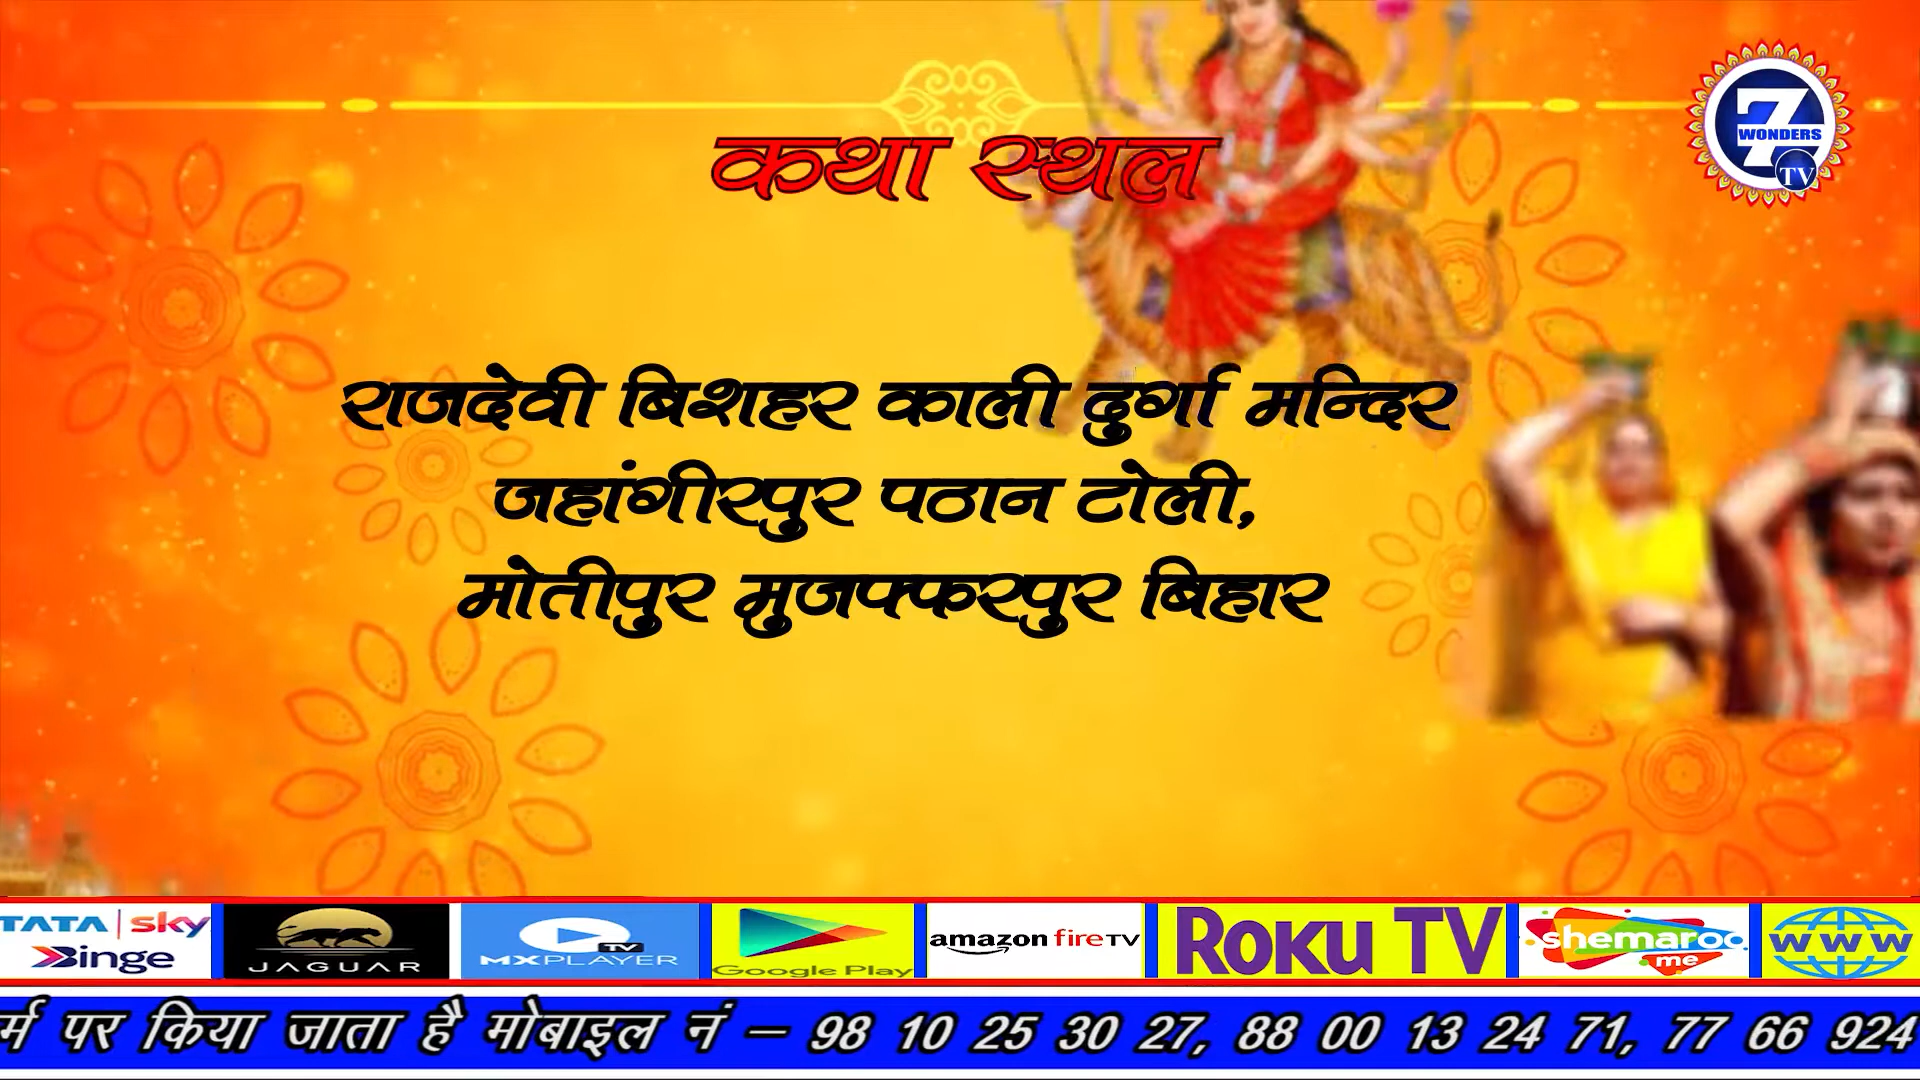 7
WONDERS
TV
कथा स्थल
राजदेवी बिशहर काली दुर्गा मन्दिर
जहांगीरपुर पठान टोली,
मोतीपुर मुजफ्फरपुर बिहार
TATA sky
Binge
JAGUAR
TV
MXPLAYER
Google Play
amazon fireTV
ROKU TV
shemaroo
me
www
र्म पर किया जाता है मोबाइल नं – 98 10 25 30 27, 88 00 13 24 71, 77 66 924